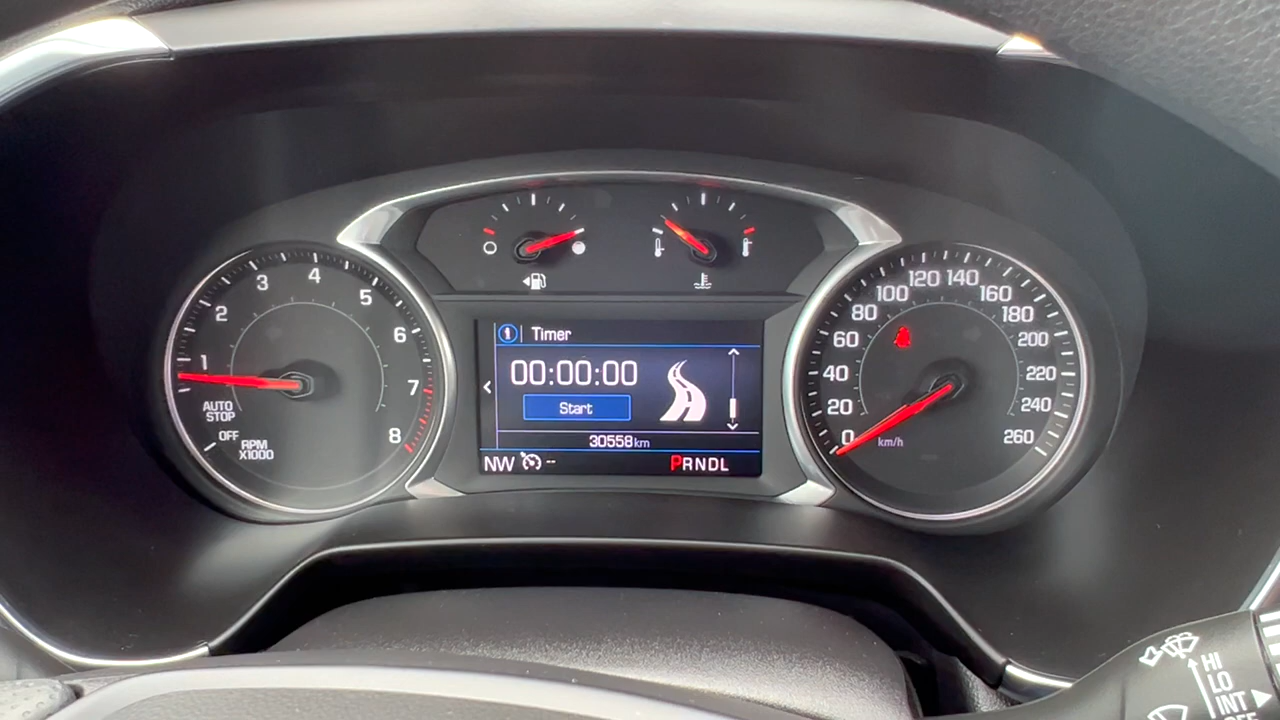 1
2
3
4
5
6
7
8
AUTO
STOP
OFF
RPM
X1000
i Timer
00:00:00
Start
30558 km
NW --
PRNDL
0
20
40
60
80
100
120
140
160
180
200
220
240
260
km/h
HI
LO
INT